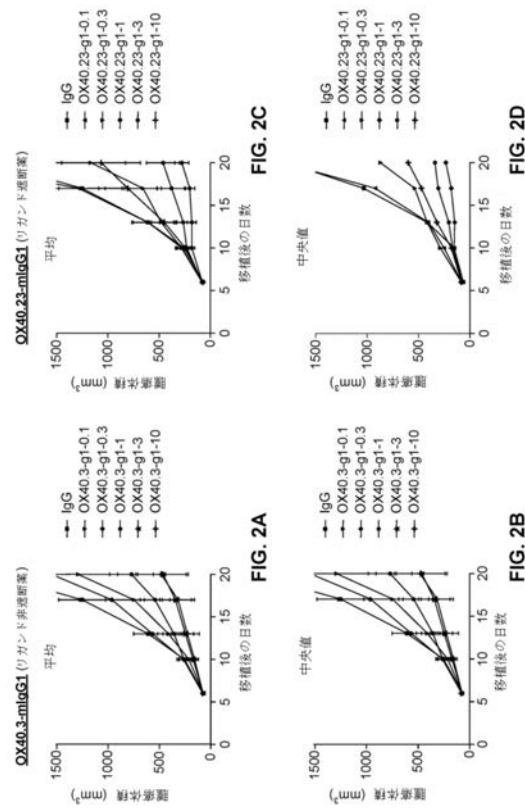 OX40.3-mIgG1 (リガンド非遮断薬)
平均
腫瘍体積 (mm³)
1500
1000
500
0
0 5 10 15 20
移植後の日数
IgG
OX40.3-g1-0.1
OX40.3-g1-0.3
OX40.3-g1-1
OX40.3-g1-3
OX40.3-g1-10
FIG. 2A
中央値
腫瘍体積 (mm³)
1500
1000
500
0
0 5 10 15 20
移植後の日数
IgG
OX40.3-g1-0.1
OX40.3-g1-0.3
OX40.3-g1-1
OX40.3-g1-3
OX40.3-g1-10
FIG. 2B
OX40.23-mIgG1 (リガンド遮断薬)
平均
腫瘍体積 (mm³)
1500
1000
500
0
0 5 10 15 20
移植後の日数
IgG
OX40.23-g1-0.1
OX40.23-g1-0.3
OX40.23-g1-1
OX40.23-g1-3
OX40.23-g1-10
FIG. 2C
中央値
腫瘍体積 (mm³)
1500
1000
500
0
0 5 10 15 20
移植後の日数
IgG
OX40.23-g1-0.1
OX40.23-g1-0.3
OX40.23-g1-1
OX40.23-g1-3
OX40.23-g1-10
FIG. 2D